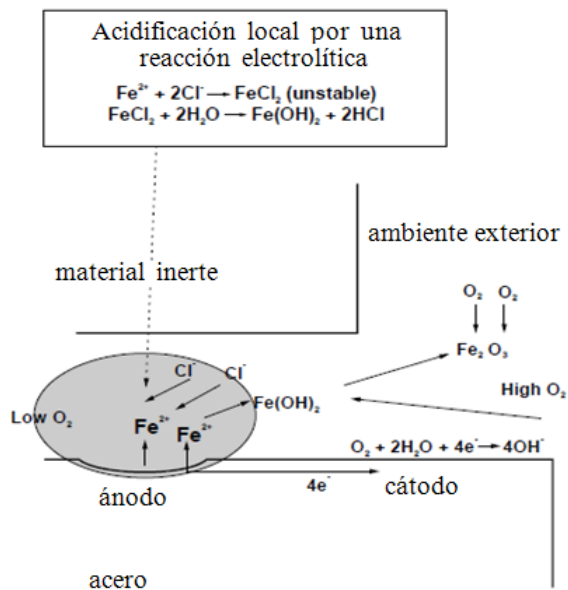 Acidificación local por una
reacción electrolítica
Fe²⁺ + 2Cl⁻ → FeCl₂ (unstable)
FeCl₂ + 2H₂O → Fe(OH)₂ + 2HCl
ambiente exterior
material inerte
O₂ O₂
Fe₂O₃
Cl⁻ Cl⁻
High O₂
Fe(OH)₂
Low O₂
Fe²⁺ Fe²⁺
O₂ + 2H₂O + 4e⁻ → 4OH⁻
ánodo
4e⁻
cátodo
acero